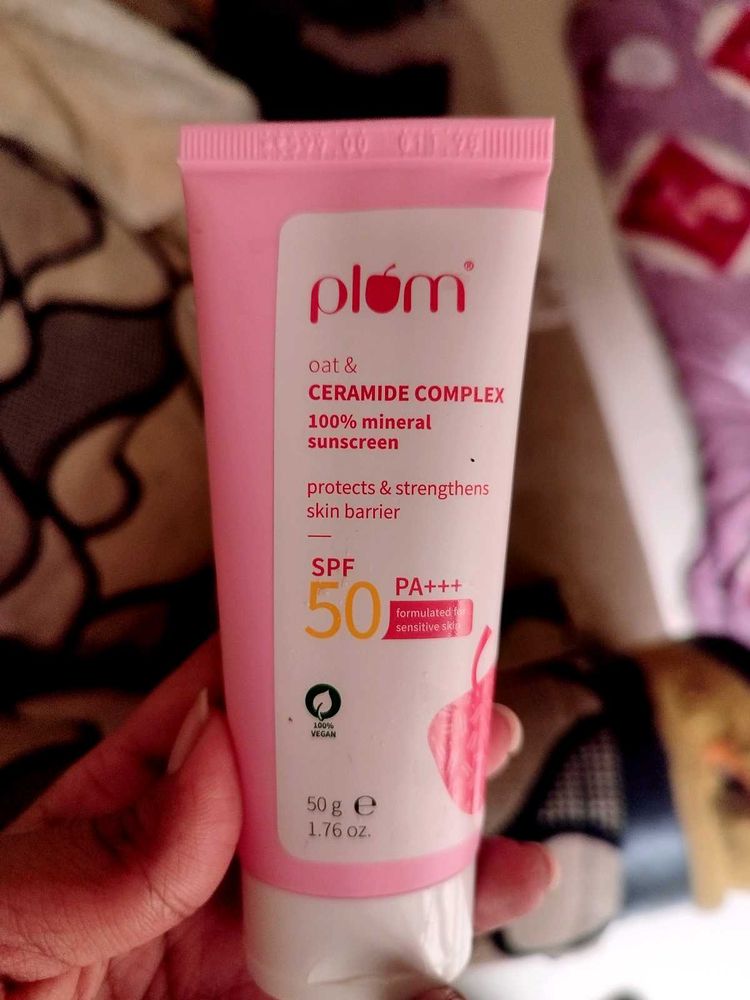 plum®
oat &
CERAMIDE COMPLEX
100% mineral
sunscreen
protects & strengthens
skin barrier
SPF
50
PA+++
formulated for
sensitive skin
100%
VEGAN
50 g ℮
1.76 oz.